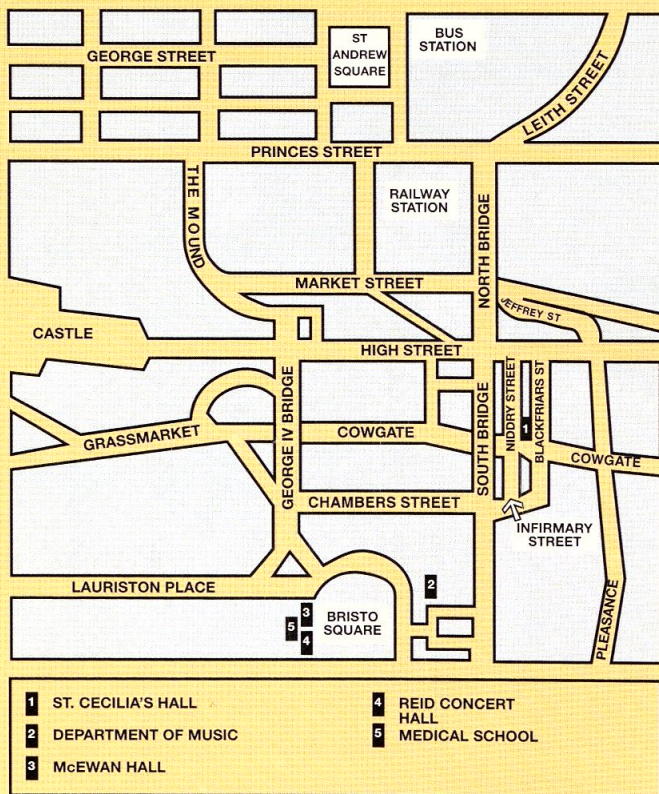 GEORGE STREET
ST
ANDREW
SQUARE
BUS
STATION
LEITH STREET
PRINCES STREET
THE MOUND
RAILWAY
STATION
NORTH BRIDGE
MARKET STREET
JEFFREY ST
CASTLE
HIGH STREET
GEORGE IV BRIDGE
SOUTH BRIDGE
NIDDRY STREET
BLACKFRIARS ST
1
GRASSMARKET
COWGATE
COWGATE
CHAMBERS STREET
INFIRMARY
STREET
LAURISTON PLACE
2
3
5
4
BRISTO
SQUARE
PLEASANCE
1 ST. CECILIA'S HALL
2 DEPARTMENT OF MUSIC
3 McEWAN HALL
4 REID CONCERT
HALL
5 MEDICAL SCHOOL